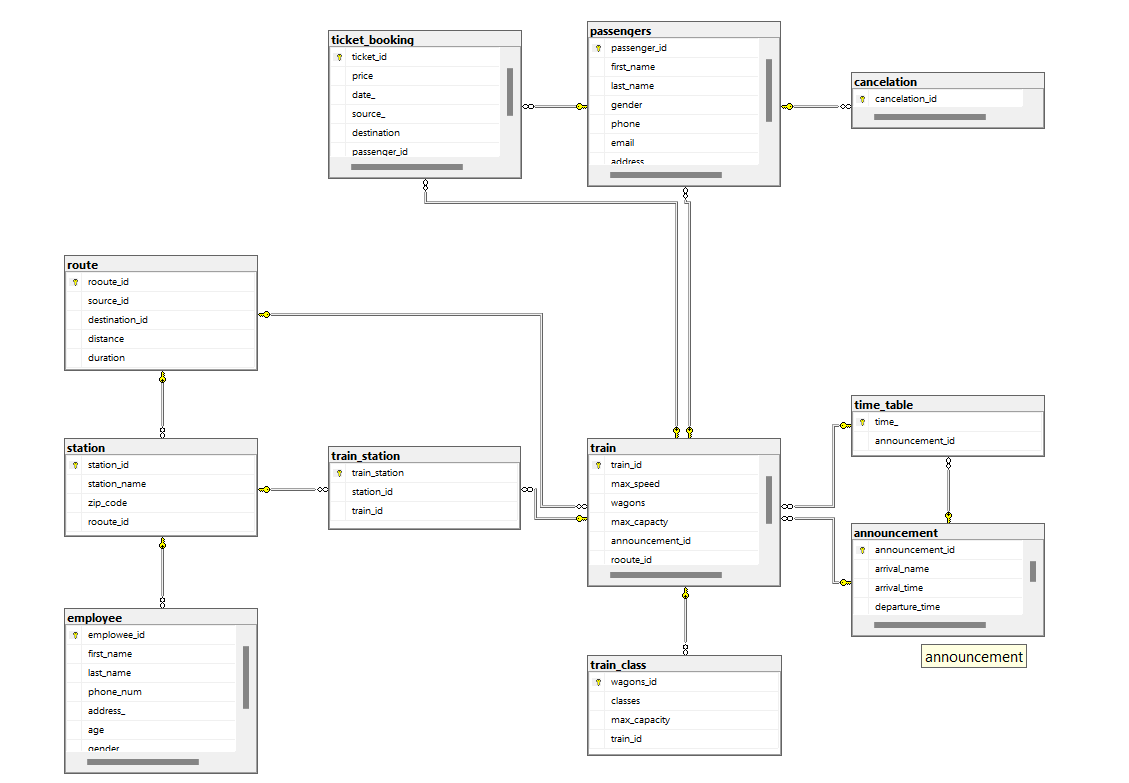 ticket_booking
ticket_id
price
date_
source_
destination
passenger_id
passengers
passenger_id
first_name
last_name
gender
phone
email
address
cancelation
cancelation_id
route
rooute_id
source_id
destination_id
distance
duration
station
station_id
station_name
zip_code
rooute_id
train_station
train_station
station_id
train_id
train
train_id
max_speed
wagons
max_capacty
announcement_id
rooute_id
time_table
time_
announcement_id
announcement
announcement_id
arrival_name
arrival_time
departure_time
announcement
employee
emplowee_id
first_name
last_name
phone_num
address_
age
gender
train_class
wagons_id
classes
max_capacity
train_id